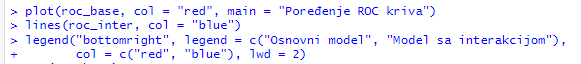 > plot(roc_base, col = "red", main = "Poređenje ROC kriva")
> lines(roc_inter, col = "blue")
> legend("bottomright", legend = c("Osnovni model", "Model sa interakcijom"),
+        col = c("red", "blue"), lwd = 2)